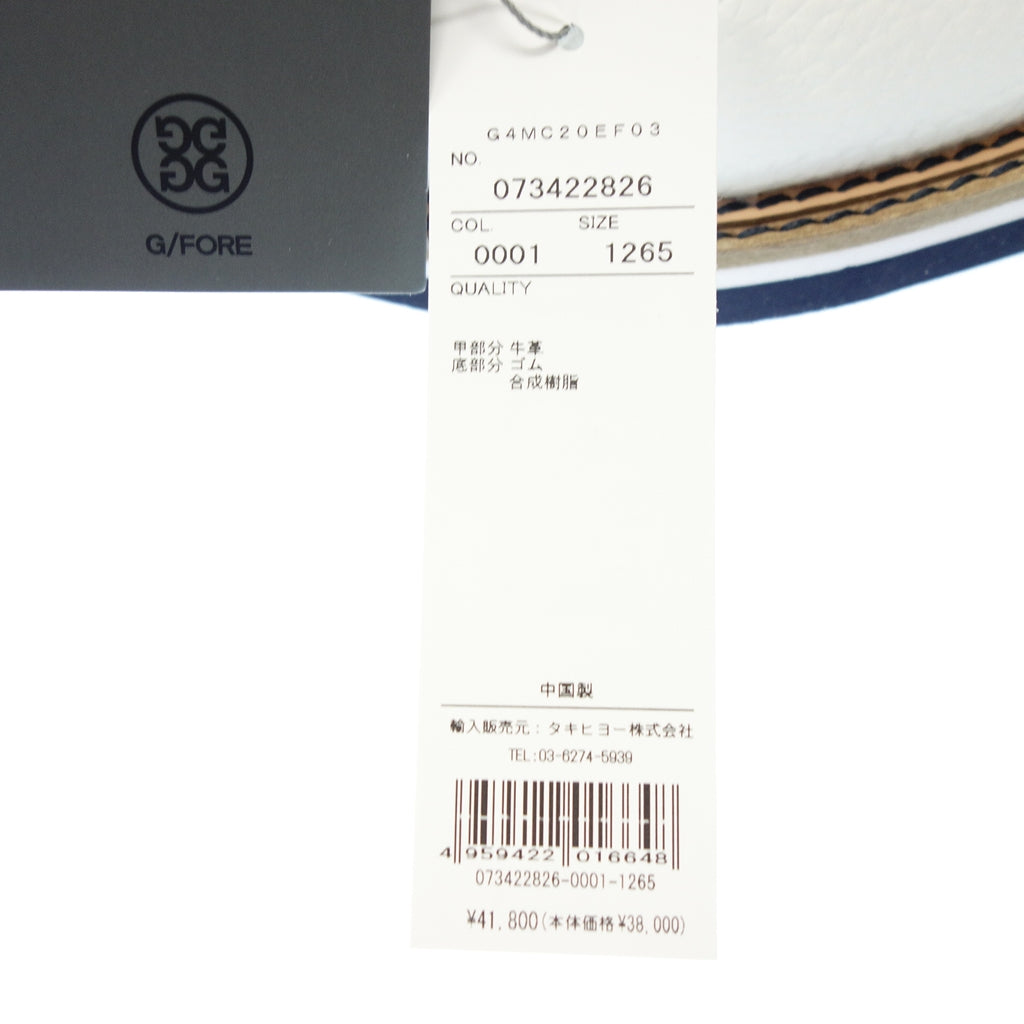 G/FORE
G4MC20EF03
NO.
073422826
COL. SIZE
0001 1265
QUALITY
甲部分 牛革
底部分 ゴム
合成樹脂
中国製
輸入販売元：タキヒヨー株式会社
TEL:03-6274-5939
4 959422 016648
073422826-0001-1265
¥41,800(本体価格¥38,000)